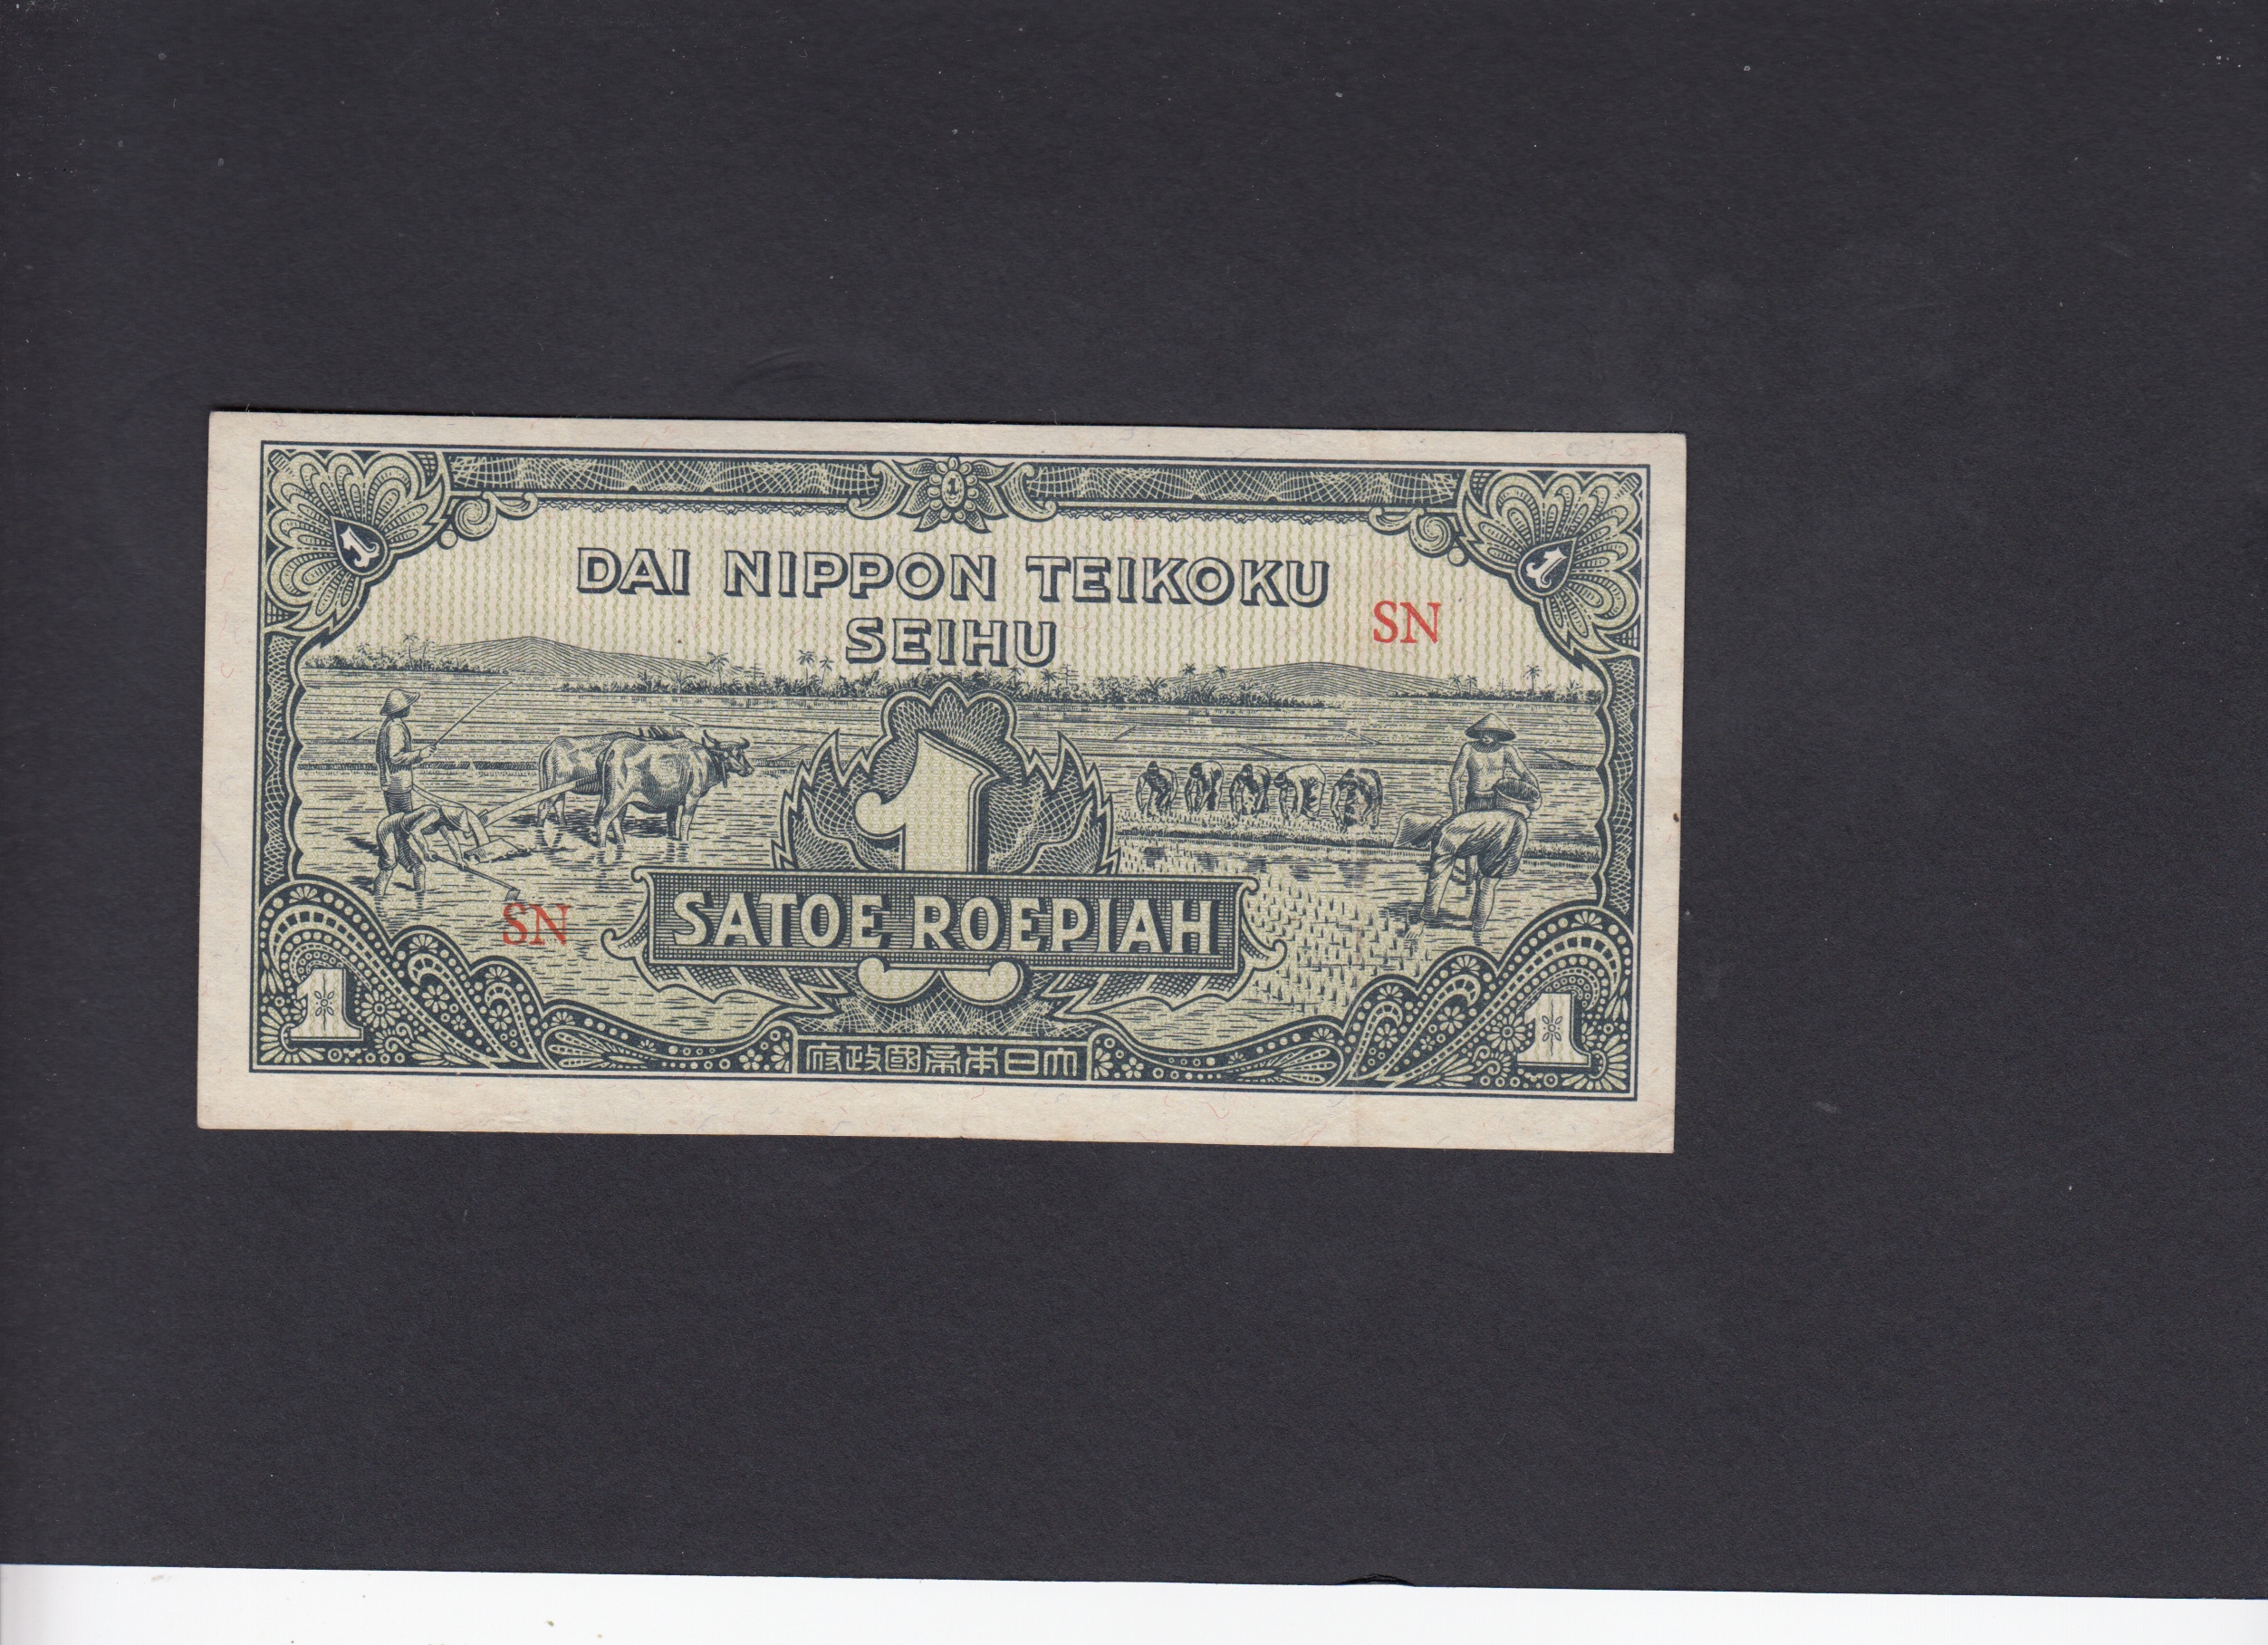 1
1
DAI NIPPON TEIKOKU
SEIHU
SN
1
SATOE ROEPIAH
SN
1
大日本帝國政府
1